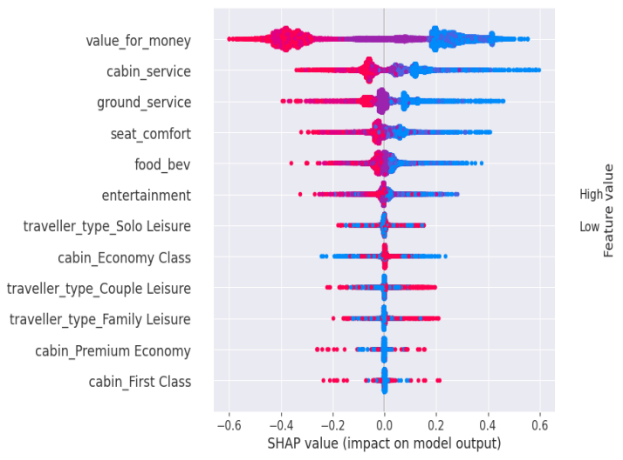 value_for_money
cabin_service
ground_service
seat_comfort
food_bev
entertainment
traveller_type_Solo Leisure
cabin_Economy Class
traveller_type_Couple Leisure
traveller_type_Family Leisure
cabin_Premium Economy
cabin_First Class
High
Low
Feature value
−0.6 −0.4 −0.2 0.0 0.2 0.4 0.6
SHAP value (impact on model output)